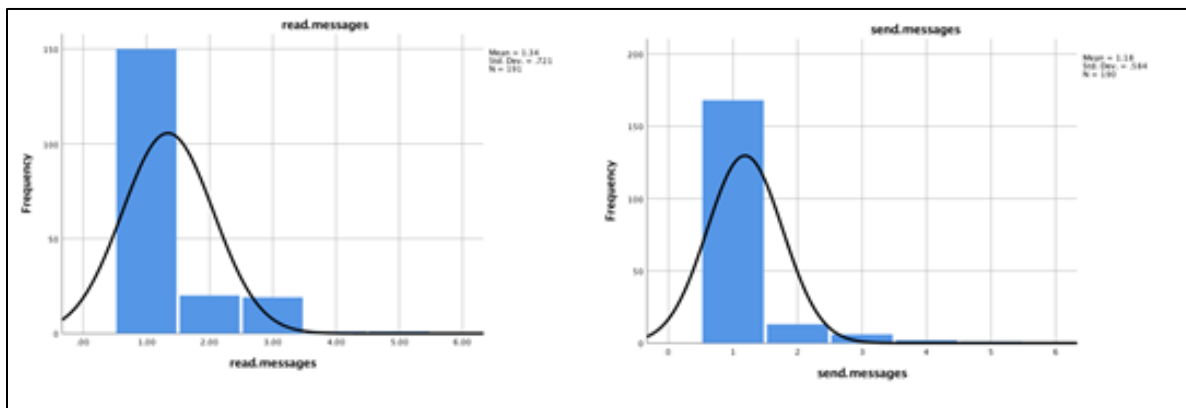 read.messages
Mean = 1.34
Std. Dev. = .721
N = 191
150
100
50
0
Frequency
.00 1.00 2.00 3.00 4.00 5.00 6.00
read.messages
send.messages
Mean = 1.18
Std. Dev. = .584
N = 190
200
150
100
50
0
Frequency
0 1 2 3 4 5 6
send.messages